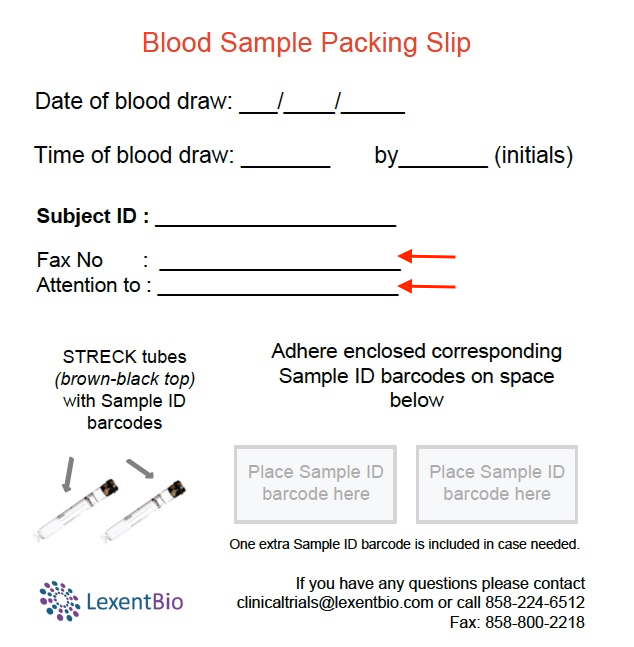 Blood Sample Packing Slip
Date of blood draw: ___/____/_____
Time of blood draw: _______ by_______ (initials)
Subject ID : ____________________
Fax No : ____________________
Attention to : ____________________
STRECK tubes
(brown-black top)
with Sample ID
barcodes
Adhere enclosed corresponding
Sample ID barcodes on space
below
Place Sample ID
barcode here
Place Sample ID
barcode here
One extra Sample ID barcode is included in case needed.
LexentBio
If you have any questions please contact
clinicaltrials@lexentbio.com or call 858-224-6512
Fax: 858-800-2218